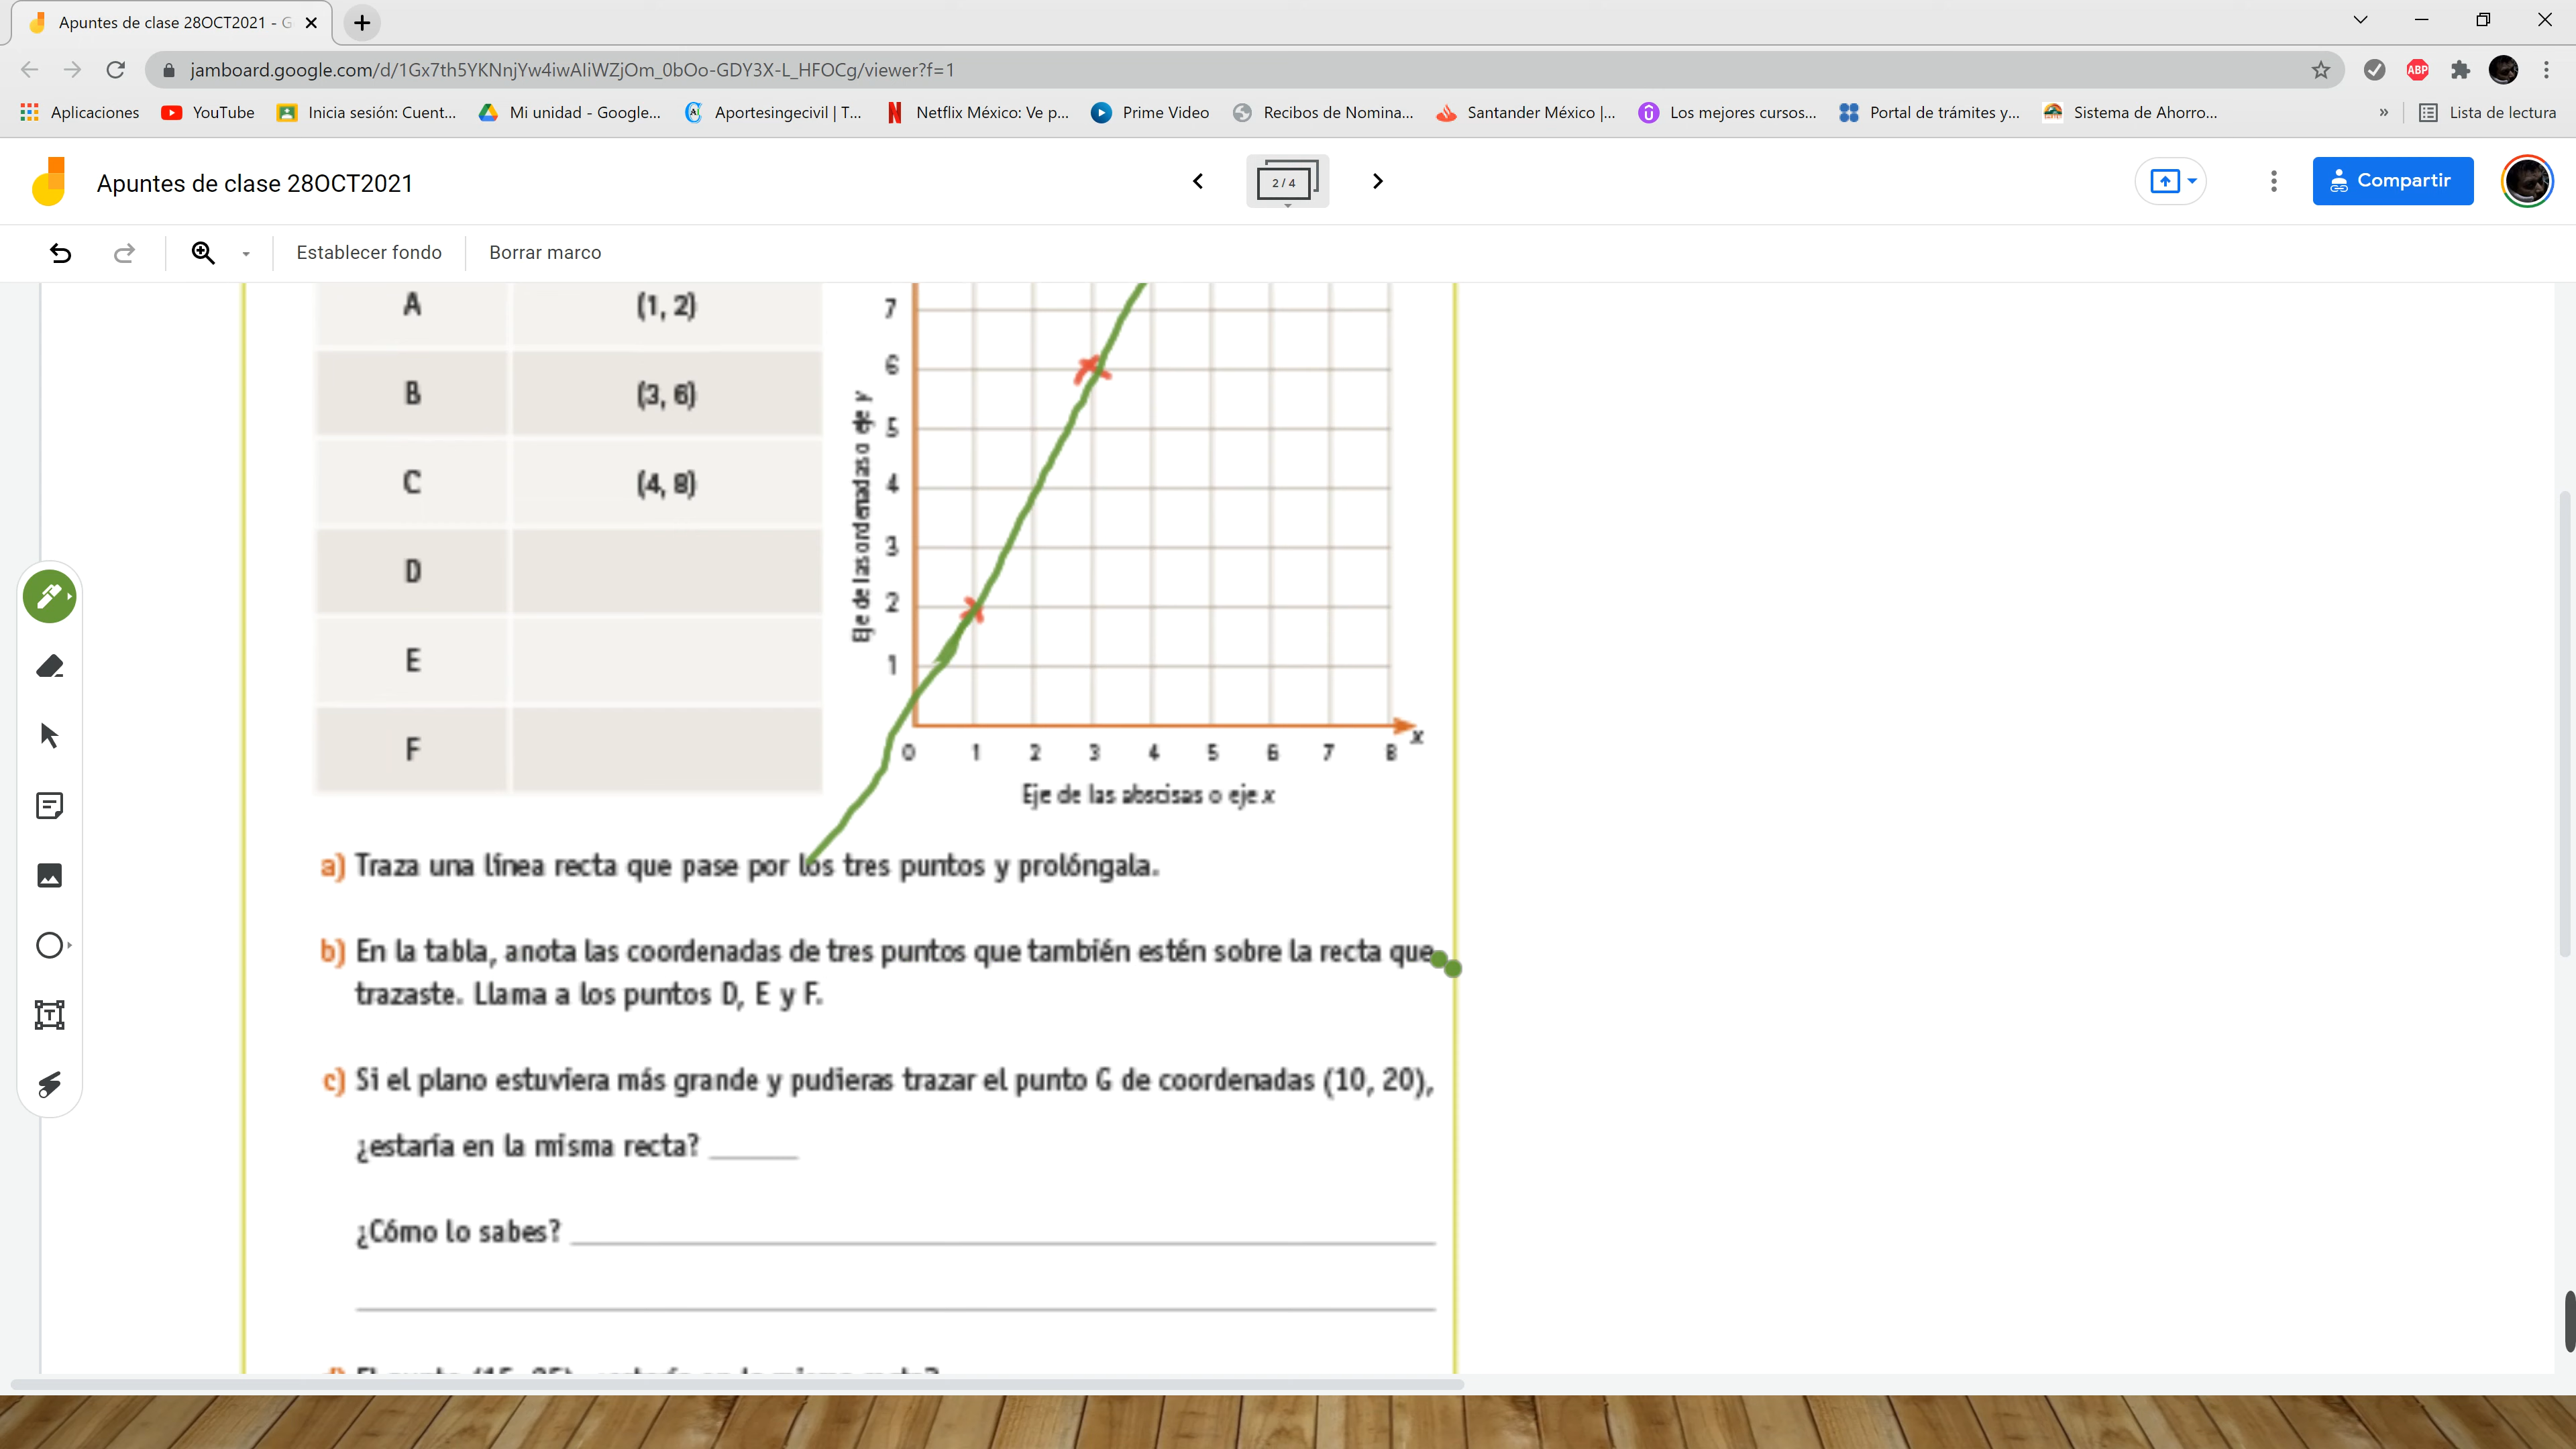 Apuntes de clase 28OCT2021 - G
jamboard.google.com/d/1Gx7th5YKNnjYw4iwAliWZjOm_0bOo-GDY3X-L_HFOCg/viewer?f=1
ABP
Aplicaciones YouTube Inicia sesión: Cuent... Mi unidad - Google... Aportesingecivil | T... Netflix México: Ve p... Prime Video Recibos de Nomina... Santander México |... Los mejores cursos... Portal de trámites y... Sistema de Ahorro... » Lista de lectura
Apuntes de clase 28OCT2021
2 / 4
Compartir
Establecer fondo Borrar marco
A (1, 2)
B (3, 6)
C (4, 8)
D
E
F
7
6
5
4
3
2
1
Eje de las ordenadas o eje y
0 1 2 3 4 5 6 7 8 x
Eje de las abscisas o eje x
a) Traza una línea recta que pase por los tres puntos y prolóngala.
b) En la tabla, anota las coordenadas de tres puntos que también estén sobre la recta que
trazaste. Llama a los puntos D, E y F.
c) Si el plano estuviera más grande y pudieras trazar el punto G de coordenadas (10, 20),
¿estaría en la misma recta?
¿Cómo lo sabes?